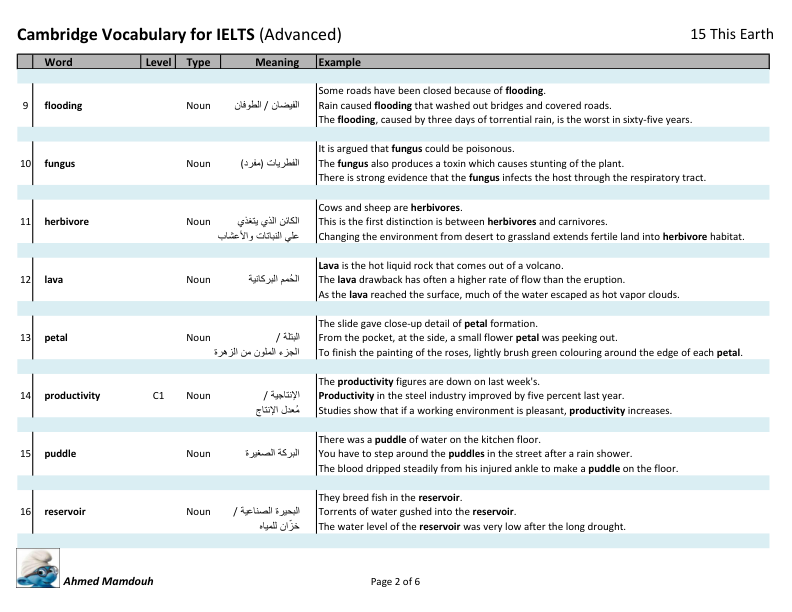 Cambridge Vocabulary for IELTS (Advanced) 15 This Earth
Word Level Type Meaning Example
9 flooding Noun الفيضان / الطوفان
Some roads have been closed because of flooding.
Rain caused flooding that washed out bridges and covered roads.
The flooding, caused by three days of torrential rain, is the worst in sixty-five years.
10 fungus Noun الفطريات (مفرد)
It is argued that fungus could be poisonous.
The fungus also produces a toxin which causes stunting of the plant.
There is strong evidence that the fungus infects the host through the respiratory tract.
11 herbivore Noun
الكائن الذي يتغذي
علي النباتات والأعشاب
Cows and sheep are herbivores.
This is the first distinction is between herbivores and carnivores.
Changing the environment from desert to grassland extends fertile land into herbivore habitat.
12 lava Noun الحُمم البركانية
Lava is the hot liquid rock that comes out of a volcano.
The lava drawback has often a higher rate of flow than the eruption.
As the lava reached the surface, much of the water escaped as hot vapor clouds.
13 petal Noun
البتلة /
الجزء الملون من الزهرة
The slide gave close-up detail of petal formation.
From the pocket, at the side, a small flower petal was peeking out.
To finish the painting of the roses, lightly brush green colouring around the edge of each petal.
14 productivity C1 Noun
الإنتاجية /
مُعدل الإنتاج
The productivity figures are down on last week's.
Productivity in the steel industry improved by five percent last year.
Studies show that if a working environment is pleasant, productivity increases.
15 puddle Noun البركة الصغيرة
There was a puddle of water on the kitchen floor.
You have to step around the puddles in the street after a rain shower.
The blood dripped steadily from his injured ankle to make a puddle on the floor.
16 reservoir Noun
البحيرة الصناعية /
خزّان للمياه
They breed fish in the reservoir.
Torrents of water gushed into the reservoir.
The water level of the reservoir was very low after the long drought.
Ahmed Mamdouh Page 2 of 6